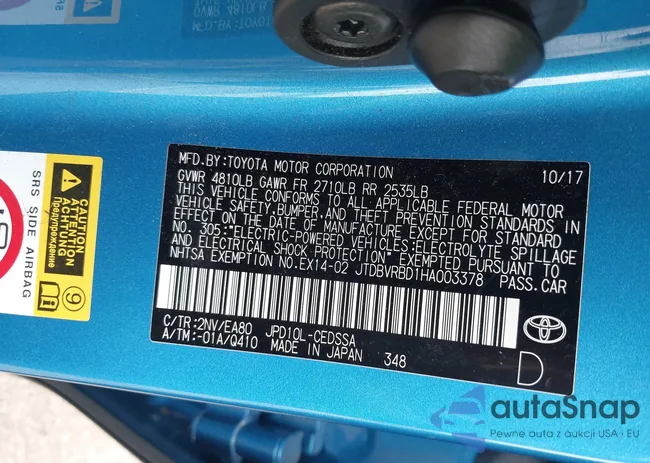 MFD.BY:TOYOTA MOTOR CORPORATION 10/17
GVWR 4810LB GAWR FR 2710LB RR 2535LB
THIS VEHICLE CONFORMS TO ALL APPLICABLE FEDERAL MOTOR
VEHICLE SAFETY,BUMPER,AND THEFT PREVENTION STANDARDS IN
EFFECT ON THE DATE OF MANUFACTURE EXCEPT FOR STANDARD
NO. 305:"ELECTRIC-POWERED VEHICLES:ELECTROLYTE SPILLAGE
AND ELECTRICAL SHOCK PROTECTION" EXEMPTED PURSUANT TO
NHTSA EXEMPTION NO.EX14-02 JTDBVRBD1HA003378 PASS.CAR
C/TR:2NV/EA80 JPD10L-CEDSSA
A/TM:-01A/Q410 MADE IN JAPAN 348
TOYOTA
D
CAUTION
ATTENTION
ACHTUNG
Предупреждение
SRS SIDE AIRBAG
9
autaSnap
Pewne auta z aukcji USA i EU